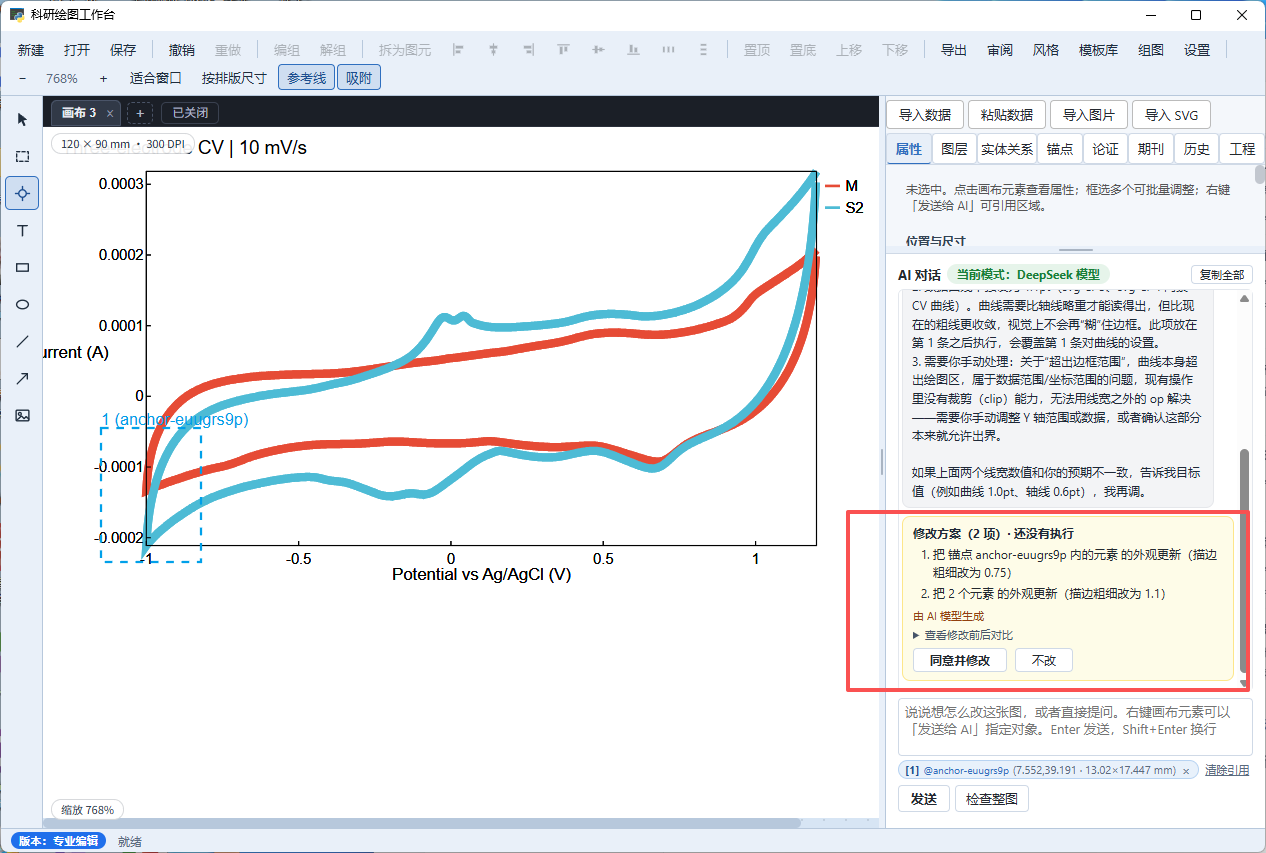 科研绘图工作台
新建 打开 保存 撤销 重做 编组 解组 拆为图元 置顶 置底 上移 下移 导出 审阅 风格 模板库 组图 设置
− 768% + 适合窗口 按排版尺寸 参考线 吸附
画布 3 × + 已关闭
120 × 90 mm · 300 DPI
CV | 10 mV/s
0.0003
0.0002
0.0001
0
-0.0001
-0.0002
urrent (A)
M
S2
1 (anchor-euugrs9p)
-1 -0.5 0 0.5 1
Potential vs Ag/AgCl (V)
缩放 768%
导入数据 粘贴数据 导入图片 导入 SVG
属性 图层 实体关系 锚点 论证 期刊 历史 工程
未选中。点击画布元素查看属性；框选多个可批量调整；右键
「发送给 AI」可引用区域。
位置与尺寸
AI 对话 当前模式：DeepSeek 模型 复制全部
CV 曲线）。曲线需要比轴线略重才能读得出，但比现
在的粗线更收敛，视觉上不会再“糊”住边框。此项放在
第 1 条之后执行，会覆盖第 1 条对曲线的设置。
3. 需要你手动处理：关于“超出边框范围”，曲线本身超
出绘图区，属于数据范围/坐标范围的问题，现有操作
里没有裁剪（clip）能力，无法用线宽之外的 op 解决
——需要你手动调整 Y 轴范围或数据，或者确认这部分
本来就允许出界。
如果上面两个线宽数值和你的预期不一致，告诉我目标
值（例如曲线 1.0pt、轴线 0.6pt），我再调。
修改方案（2 项）· 还没有执行
1. 把 锚点 anchor-euugrs9p 内的元素 的外观更新（描边
粗细改为 0.75）
2. 把 2 个元素 的外观更新（描边粗细改为 1.1）
由 AI 模型生成
▶ 查看修改前后对比
同意并修改 不改
说说想怎么改这张图，或者直接提问。右键画布元素可以
「发送给 AI」指定对象。Enter 发送，Shift+Enter 换行
[1] @anchor-euugrs9p (7.552,39.191 · 13.02×17.447 mm) × 清除引用
发送 检查整图
版本：专业编辑 就绪